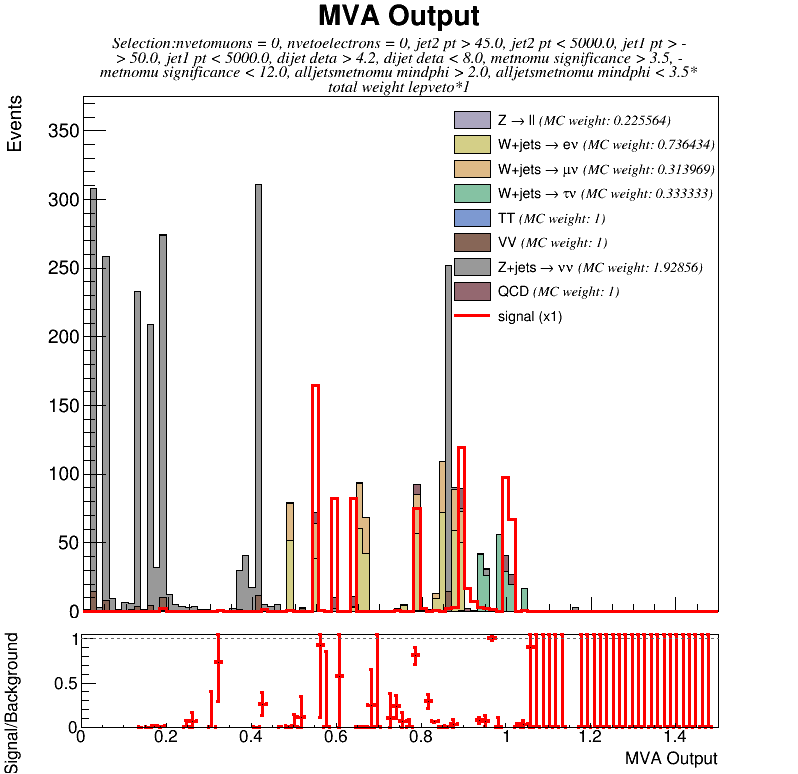 MVA Output
Selection:nvetomuons = 0, nvetoelectrons = 0, jet2 pt > 45.0, jet2 pt < 5000.0, jet1 pt > -
> 50.0, jet1 pt < 5000.0, dijet deta > 4.2, dijet deta < 8.0, metnomu significance > 3.5, -
metnomu significance < 12.0, alljetsmetnomu mindphi > 2.0, alljetsmetnomu mindphi < 3.5*
total weight lepveto*1
Events
350
300
250
200
150
100
50
0
Z → ll (MC weight: 0.225564)
W+jets → eν (MC weight: 0.736434)
W+jets → μν (MC weight: 0.313969)
W+jets → τν (MC weight: 0.333333)
TT (MC weight: 1)
VV (MC weight: 1)
Z+jets → νν (MC weight: 1.92856)
QCD (MC weight: 1)
signal (x1)
Signal/Background
1
0.5
0
0 0.2 0.4 0.6 0.8 1 1.2 1.4
MVA Output